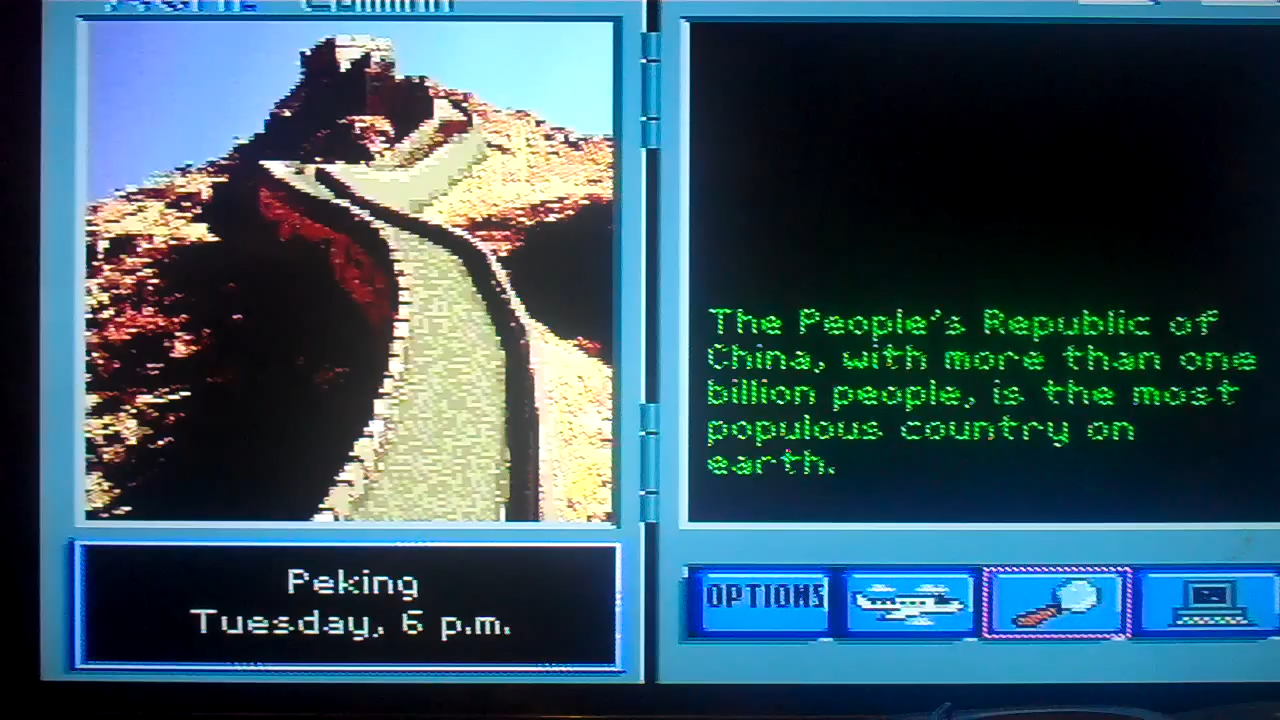 Peking
Tuesday, 6 p.m.
The People's Republic of
China, with more than one
billion people, is the most
populous country on
earth.
OPTIONS